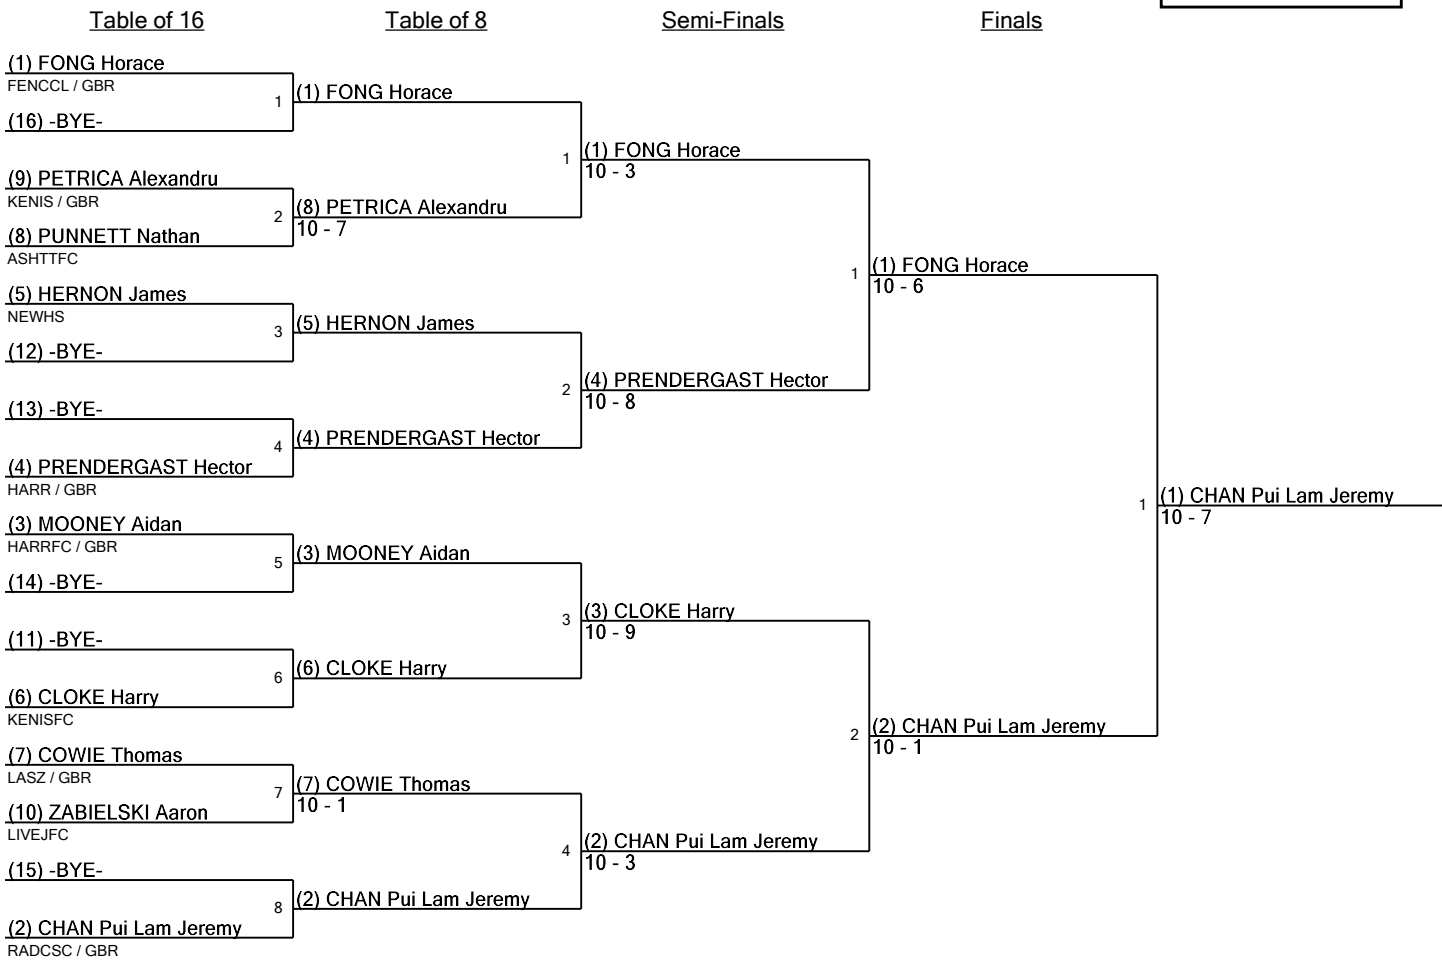 Table of 16
Table of 8
Semi-Finals
Finals
(1) FONG Horace
FENCCL / GBR
1
(16) -BYE-
(9) PETRICA Alexandru
KENIS / GBR
2
(8) PUNNETT Nathan
ASHTTFC
(5) HERNON James
NEWHS
3
(12) -BYE-
(13) -BYE-
4
(4) PRENDERGAST Hector
HARR / GBR
(3) MOONEY Aidan
HARRFC / GBR
5
(14) -BYE-
(11) -BYE-
6
(6) CLOKE Harry
KENISFC
(7) COWIE Thomas
LASZ / GBR
7
(10) ZABIELSKI Aaron
LIVEJFC
(15) -BYE-
8
(2) CHAN Pui Lam Jeremy
RADCSC / GBR
(1) FONG Horace
1
(8) PETRICA Alexandru
10 - 7
(5) HERNON James
2
(4) PRENDERGAST Hector
(3) MOONEY Aidan
3
(6) CLOKE Harry
(7) COWIE Thomas
10 - 1
4
(2) CHAN Pui Lam Jeremy
(1) FONG Horace
10 - 3
1
(4) PRENDERGAST Hector
10 - 8
(3) CLOKE Harry
10 - 9
2
(2) CHAN Pui Lam Jeremy
10 - 3
(1) FONG Horace
10 - 6
1
(2) CHAN Pui Lam Jeremy
10 - 1
(1) CHAN Pui Lam Jeremy
10 - 7